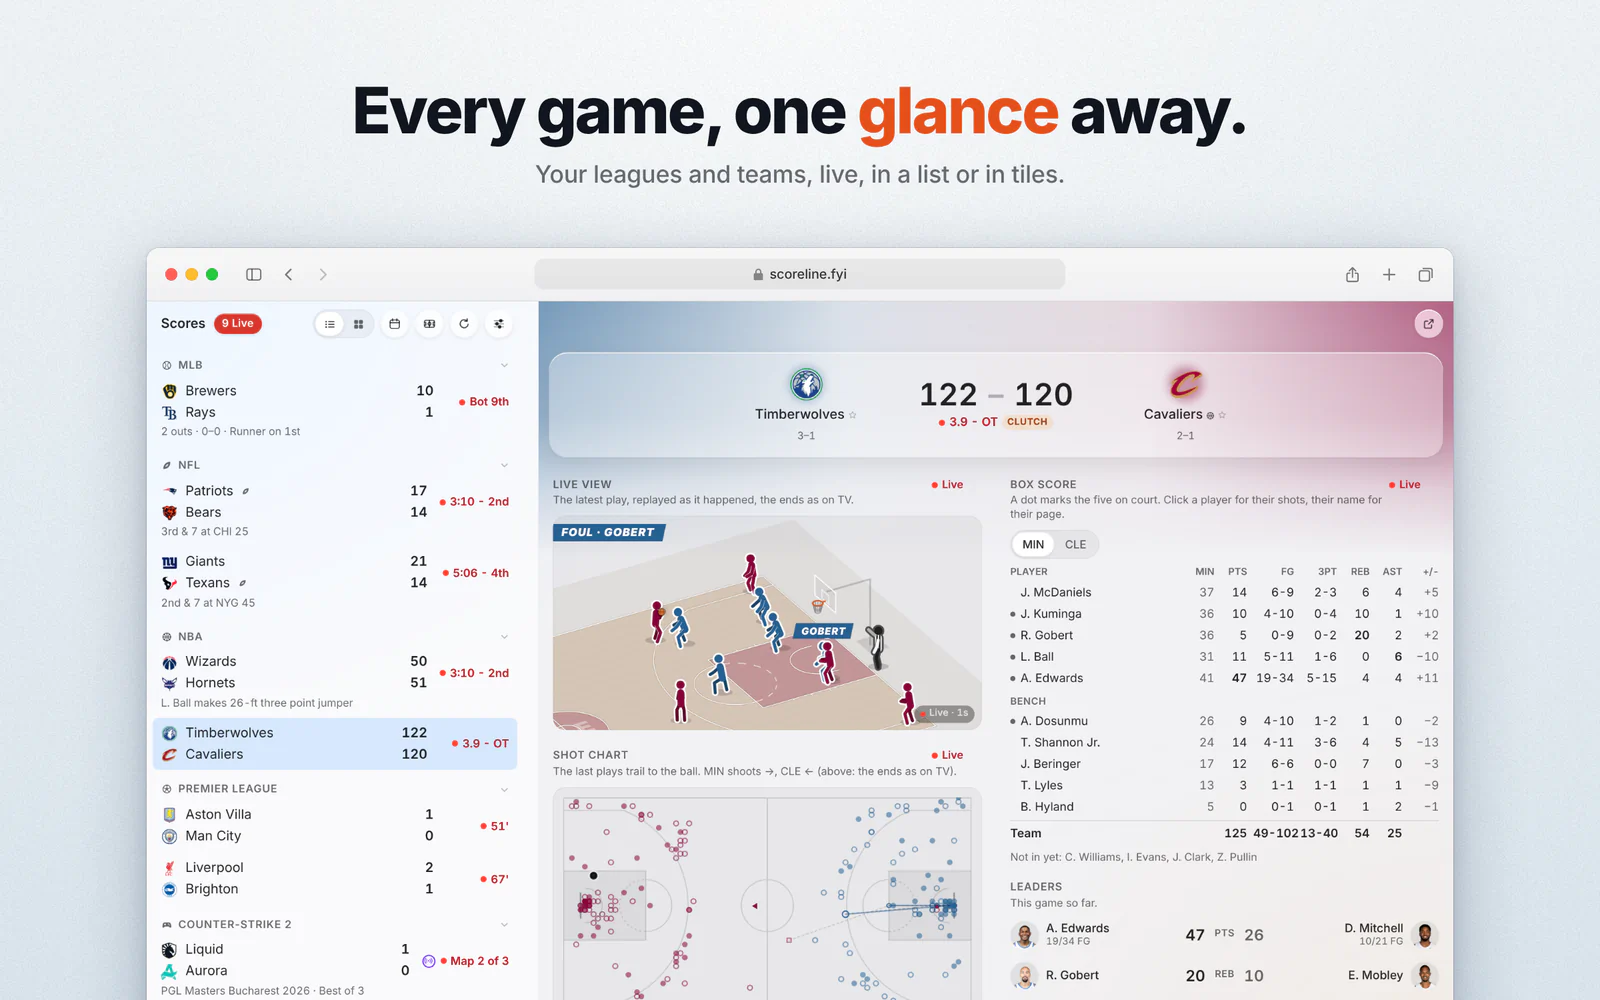 Every game, one glance away.
Your leagues and teams, live, in a list or in tiles.
scoreline.fyi
Scores 9 Live
MLB
Brewers 10
Rays 1
Bot 9th
2 outs · 0–0 · Runner on 1st
NFL
Patriots 17
Bears 14
3:10 - 2nd
3rd & 7 at CHI 25
Giants 21
Texans 14
5:06 - 4th
2nd & 7 at NYG 45
NBA
Wizards 50
Hornets 51
3:10 - 2nd
L. Ball makes 26-ft three point jumper
Timberwolves 122
Cavaliers 120
3.9 - OT
PREMIER LEAGUE
Aston Villa 1
Man City 0
51'
Liverpool 2
Brighton 1
67'
COUNTER-STRIKE 2
Liquid 1
Aurora 0
Map 2 of 3
PGL Masters Bucharest 2026 · Best of 3
Timberwolves
3–1
122 – 120
3.9 - OT CLUTCH
Cavaliers
2–1
LIVE VIEW Live
The latest play, replayed as it happened, the ends as on TV.
FOUL · GOBERT
GOBERT
Live · 1s
SHOT CHART Live
The last plays trail to the ball. MIN shoots →, CLE ← (above: the ends as on TV).
BOX SCORE Live
A dot marks the five on court. Click a player for their shots, their name for
their page.
MIN CLE
PLAYER MIN PTS FG 3PT REB AST +/-
J. McDaniels 37 14 6-9 2-3 6 4 +5
J. Kuminga 36 10 4-10 0-4 10 1 +10
R. Gobert 36 5 0-9 0-2 20 2 +2
L. Ball 31 11 5-11 1-6 0 6 −10
A. Edwards 41 47 19-34 5-15 4 4 +11
BENCH
A. Dosunmu 26 9 4-10 1-2 1 0 −2
T. Shannon Jr. 24 14 4-11 3-6 4 5 −13
J. Beringer 17 12 6-6 0-0 7 0 −3
T. Lyles 13 3 1-1 1-1 1 1 −9
B. Hyland 5 0 0-1 0-1 1 2 −1
Team 125 49-102 13-40 54 25
Not in yet: C. Williams, I. Evans, J. Clark, Z. Pullin
LEADERS
This game so far.
A. Edwards
19/34 FG
47 PTS 26
D. Mitchell
10/21 FG
R. Gobert 20 REB 10 E. Mobley